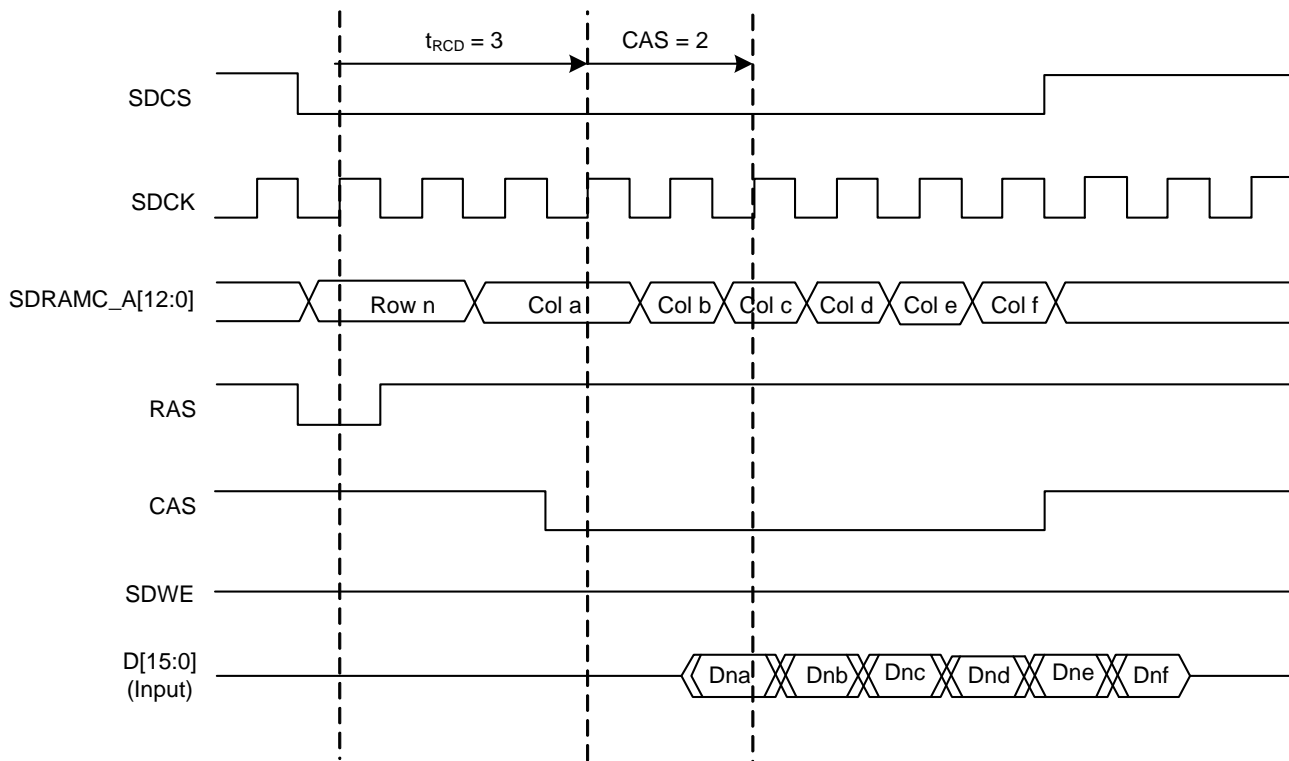 tRCD = 3 CAS = 2
SDCS
SDCK
SDRAMC_A[12:0] Row n Col a Col b Col c Col d Col e Col f
RAS
CAS
SDWE
D[15:0]
(Input)
Dna Dnb Dnc Dnd Dne Dnf